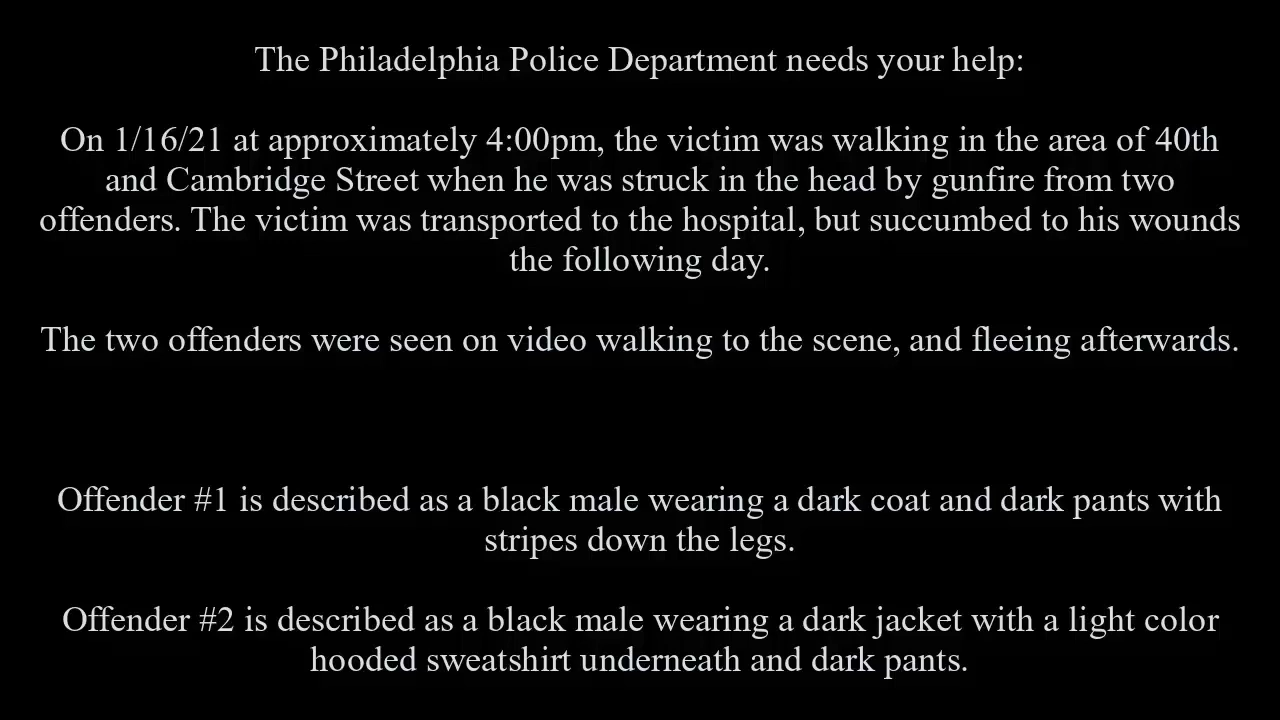 The Philadelphia Police Department needs your help:
On 1/16/21 at approximately 4:00pm, the victim was walking in the area of 40th
and Cambridge Street when he was struck in the head by gunfire from two
offenders. The victim was transported to the hospital, but succumbed to his wounds
the following day.
The two offenders were seen on video walking to the scene, and fleeing afterwards.
Offender #1 is described as a black male wearing a dark coat and dark pants with
stripes down the legs.
Offender #2 is described as a black male wearing a dark jacket with a light color
hooded sweatshirt underneath and dark pants.